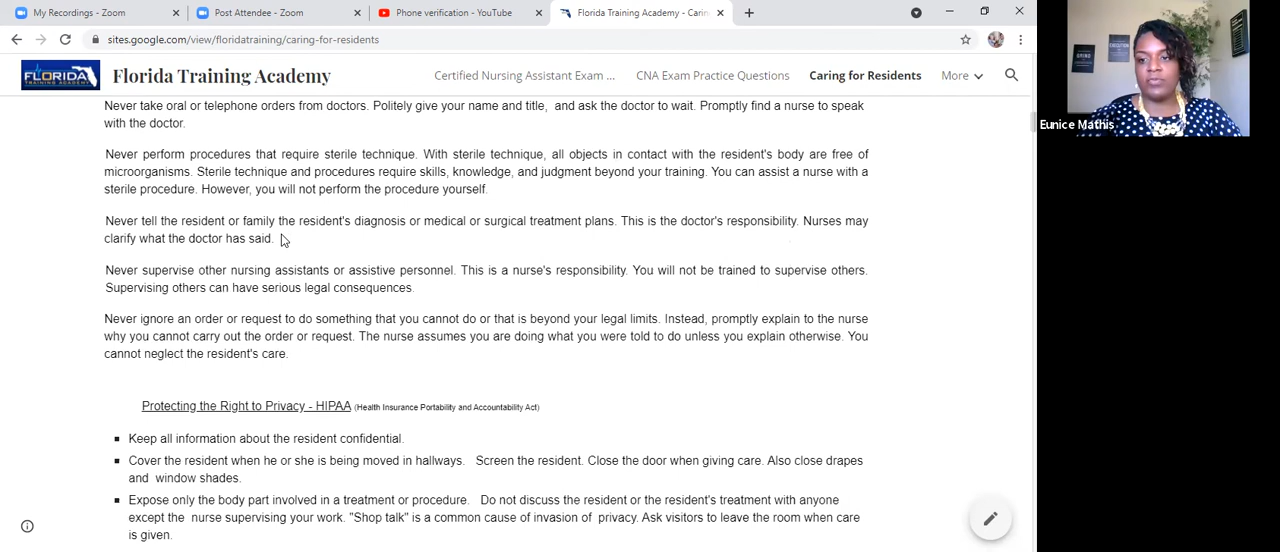 My Recordings - Zoom
Post Attendee - Zoom
Phone verification - YouTube
Florida Training Academy - Carin
sites.google.com/view/floridatraining/caring-for-residents
FLORIDA
TRAINING ACADEMY
Florida Training Academy
Certified Nursing Assistant Exam ...
CNA Exam Practice Questions
Caring for Residents
More
Never take oral or telephone orders from doctors. Politely give your name and title, and ask the doctor to wait. Promptly find a nurse to speak
with the doctor.
Never perform procedures that require sterile technique. With sterile technique, all objects in contact with the resident's body are free of
microorganisms. Sterile technique and procedures require skills, knowledge, and judgment beyond your training. You can assist a nurse with a
sterile procedure. However, you will not perform the procedure yourself.
Never tell the resident or family the resident's diagnosis or medical or surgical treatment plans. This is the doctor's responsibility. Nurses may
clarify what the doctor has said.
Never supervise other nursing assistants or assistive personnel. This is a nurse's responsibility. You will not be trained to supervise others.
Supervising others can have serious legal consequences.
Never ignore an order or request to do something that you cannot do or that is beyond your legal limits. Instead, promptly explain to the nurse
why you cannot carry out the order or request. The nurse assumes you are doing what you were told to do unless you explain otherwise. You
cannot neglect the resident's care.
Protecting the Right to Privacy - HIPAA (Health Insurance Portability and Accountability Act)
▪ Keep all information about the resident confidential.
▪ Cover the resident when he or she is being moved in hallways. Screen the resident. Close the door when giving care. Also close drapes
and window shades.
▪ Expose only the body part involved in a treatment or procedure. Do not discuss the resident or the resident's treatment with anyone
except the nurse supervising your work. "Shop talk" is a common cause of invasion of privacy. Ask visitors to leave the room when care
is given.
Eunice Mathis